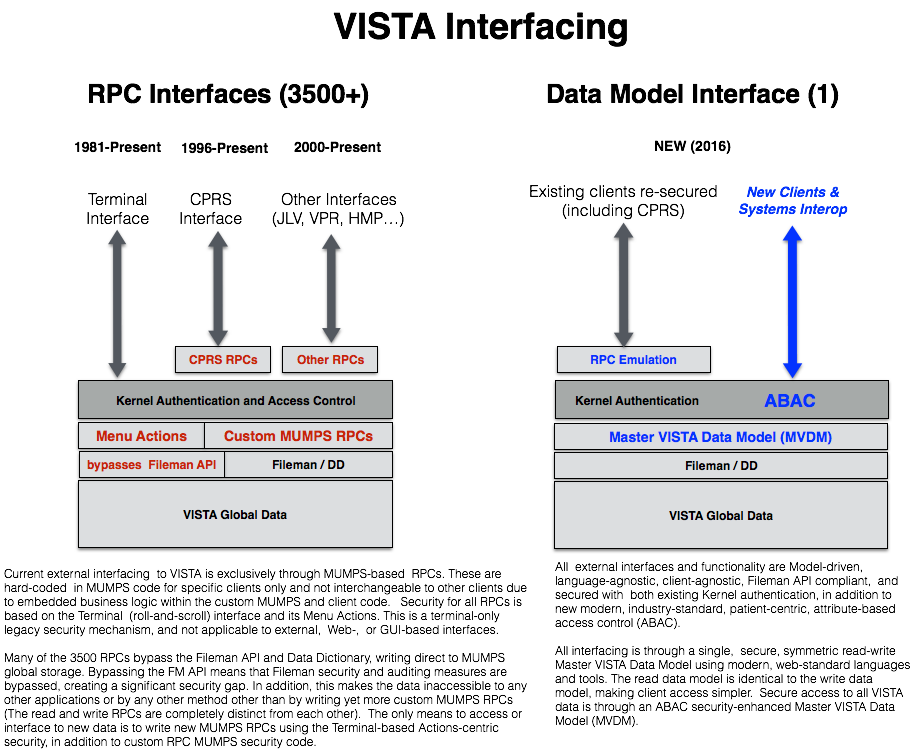 VISTA Interfacing
RPC Interfaces (3500+)
1981-Present
1996-Present
2000-Present
Terminal
Interface
CPRS
Interface
Other Interfaces
(JLV, VPR, HMP…)
CPRS RPCs
Other RPCs
Kernel Authentication and Access Control
Menu Actions
Custom MUMPS RPCs
bypasses Fileman API
Fileman / DD
VISTA Global Data
Current external interfacing to VISTA is exclusively through MUMPS-based RPCs. These are
hard-coded in MUMPS code for specific clients only and not interchangeable to other clients due
to embedded business logic within the custom MUMPS and client code. Security for all RPCs is
based on the Terminal (roll-and-scroll) interface and its Menu Actions. This is a terminal-only
legacy security mechanism, and not applicable to external, Web-, or GUI-based interfaces.
Many of the 3500 RPCs bypass the Fileman API and Data Dictionary, writing direct to MUMPS
global storage. Bypassing the FM API means that Fileman security and auditing measures are
bypassed, creating a significant security gap. In addition, this makes the data inaccessible to any
other applications or by any other method other than by writing yet more custom MUMPS RPCs
(The read and write RPCs are completely distinct from each other). The only means to access or
interface to new data is to write new MUMPS RPCs using the Terminal-based Actions-centric
security, in addition to custom RPC MUMPS security code.
Data Model Interface (1)
NEW (2016)
Existing clients re-secured
(including CPRS)
New Clients &
Systems Interop
RPC Emulation
Kernel Authentication
ABAC
Master VISTA Data Model (MVDM)
Fileman / DD
VISTA Global Data
All external interfaces and functionality are Model-driven,
language-agnostic, client-agnostic, Fileman API compliant, and
secured with both existing Kernel authentication, in addition to
new modern, industry-standard, patient-centric, attribute-based
access control (ABAC).
All interfacing is through a single, secure, symmetric read-write
Master VISTA Data Model using modern, web-standard languages
and tools. The read data model is identical to the write data
model, making client access simpler. Secure access to all VISTA
data is through an ABAC security-enhanced Master VISTA Data
Model (MVDM).